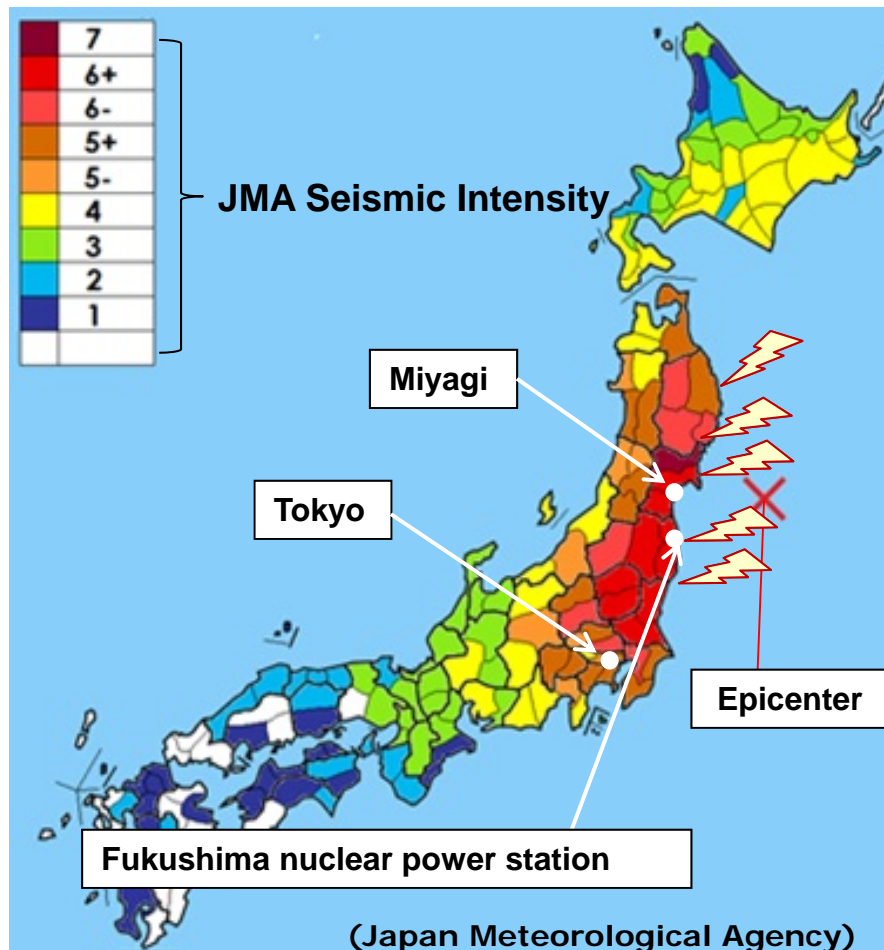 7
6+
6-
5+
5-
4
3
2
1
JMA Seismic Intensity
Miyagi
Tokyo
Epicenter
Fukushima nuclear power station
(Japan Meteorological Agency)